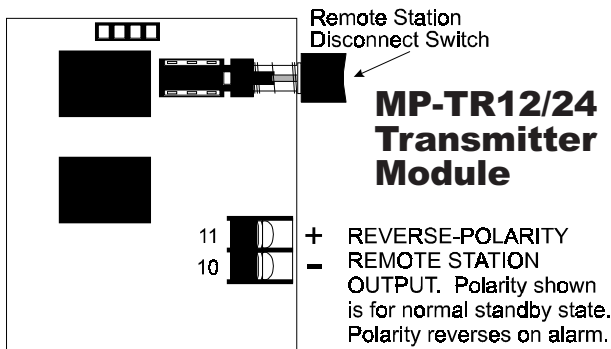 Remote Station
Disconnect Switch
MP-TR12/24
Transmitter
Module
11 + REVERSE-POLARITY
10 – REMOTE STATION
OUTPUT. Polarity shown
is for normal standby state.
Polarity reverses on alarm.